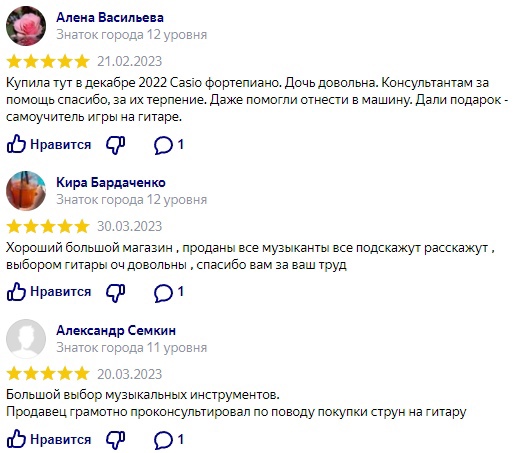 Алена Васильева
Знаток города 12 уровня
21.02.2023
Купила тут в декабре 2022 Casio фортепиано. Дочь довольна. Консультантам за
помощь спасибо, за их терпение. Даже помогли отнести в машину. Дали подарок -
самоучитель игры на гитаре.
Нравится 1
Кира Бардаченко
Знаток города 12 уровня
30.03.2023
Хороший большой магазин , проданы все музыканты все подскажут расскажут ,
выбором гитары оч довольны , спасибо вам за ваш труд
Нравится 1
Александр Семкин
Знаток города 11 уровня
20.03.2023
Большой выбор музыкальных инструментов.
Продавец грамотно проконсультировал по поводу покупки струн на гитару
Нравится 1